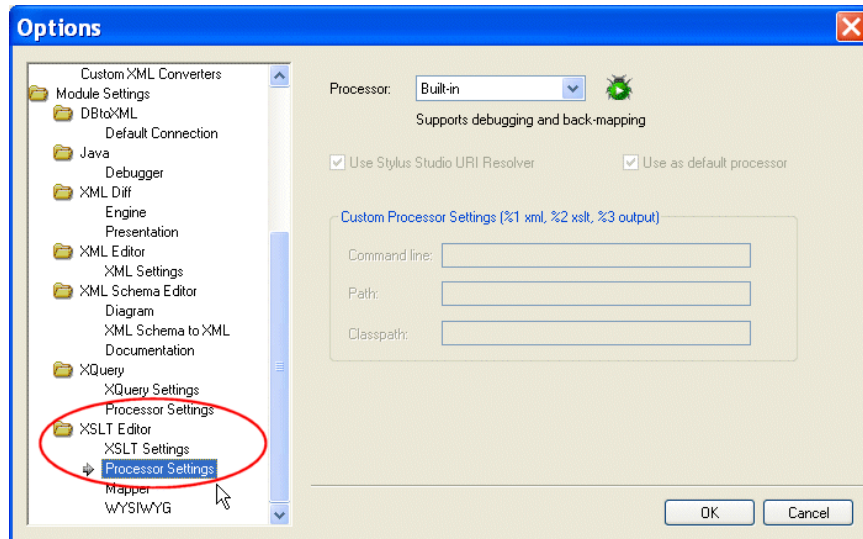 Options
Custom XML Converters
Module Settings
DBtoXML
Default Connection
Java
Debugger
XML Diff
Engine
Presentation
XML Editor
XML Settings
XML Schema Editor
Diagram
XML Schema to XML
Documentation
XQuery
XQuery Settings
Processor Settings
XSLT Editor
XSLT Settings
Processor Settings
Mapper
WYSIWYG
Processor: Built-in
Supports debugging and back-mapping
Use Stylus Studio URI Resolver Use as default processor
Custom Processor Settings (%1 xml, %2 xslt, %3 output)
Command line:
Path:
Classpath:
OK Cancel